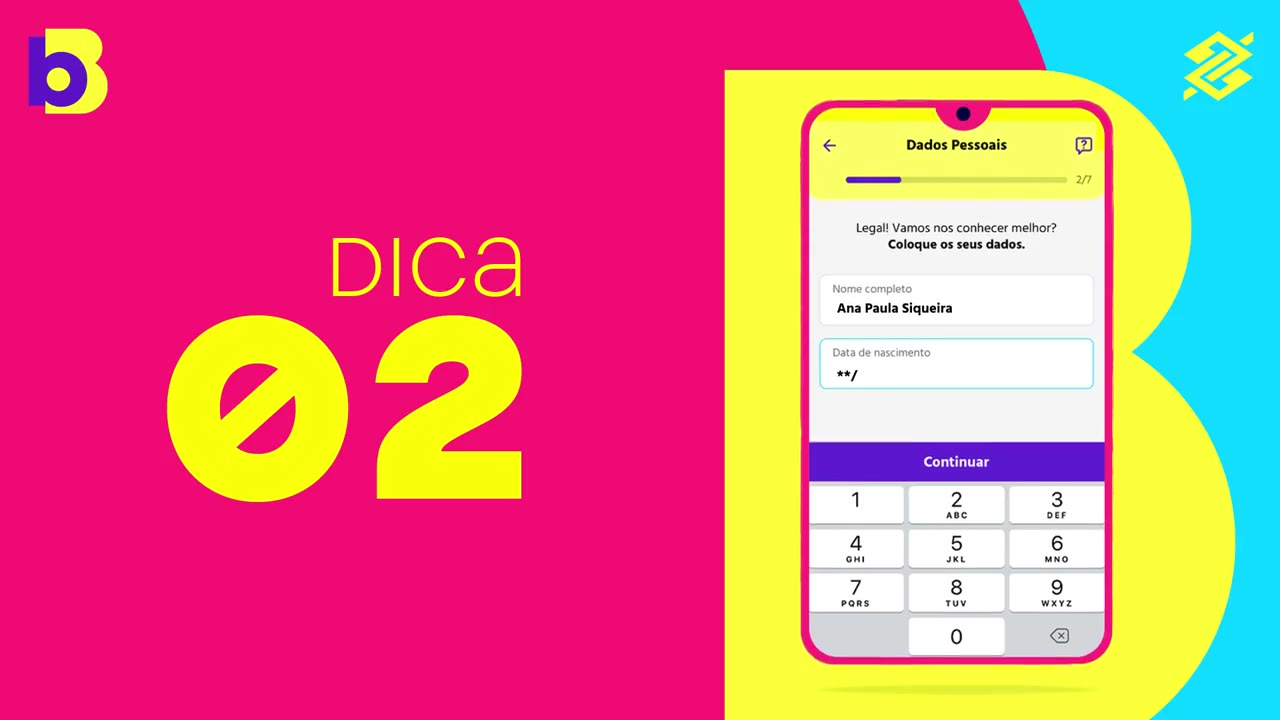 bB
DICA
02
Dados Pessoais
2/7
Legal! Vamos nos conhecer melhor?
Coloque os seus dados.
Nome completo
Ana Paula Siqueira
Data de nascimento
**/
Continuar
1 2 3
ABC DEF
4 5 6
GHI JKL MNO
7 8 9
PQRS TUV WXYZ
0